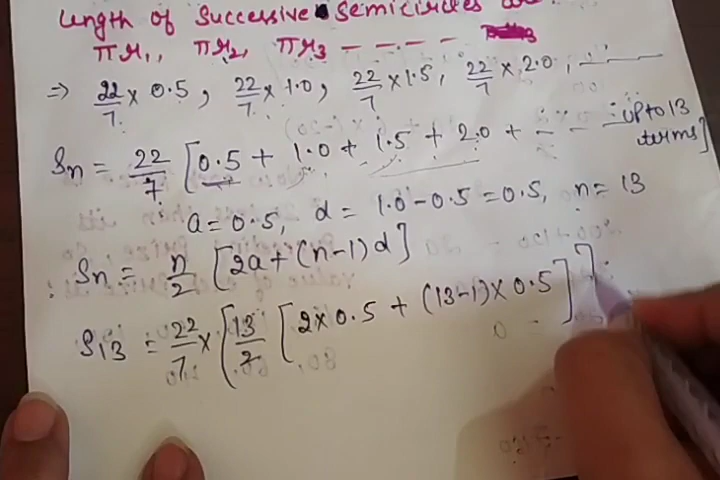 Length of Successive Semicircles are
πr₁, πr₂, πr₃ - - - -
⇒ 22/7 × 0.5, 22/7 × 1.0, 22/7 × 1.5, 22/7 × 2.0, ———
Sn = 22/7 [0.5 + 1.0 + 1.5 + 2.0 + - - - up to 13 terms]
a = 0.5, d = 1.0 - 0.5 = 0.5, n = 13
Sn = n/2 [2a + (n-1) d]
S13 = 22/7 × [13/2 [2 × 0.5 + (13-1) × 0.5]]